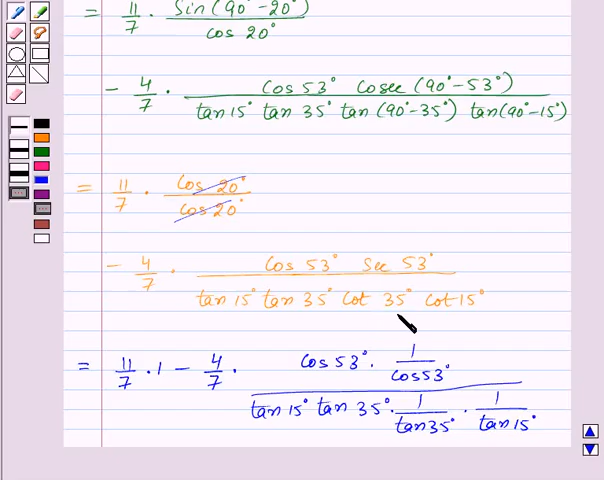 = 11/7 · sin(90°-20°)/cos 20°
- 4/7 · cos 53° cosec (90°-53°)/tan 15° tan 35° tan (90°-35°) tan(90°-15°)
= 11/7 · cos 20°/cos 20°
- 4/7 · cos 53° sec 53°/tan 15° tan 35° cot 35° cot 15°
= 11/7 · 1 - 4/7 · cos 53° · 1/cos 53°/tan 15° tan 35° · 1/tan 35° · 1/tan 15°